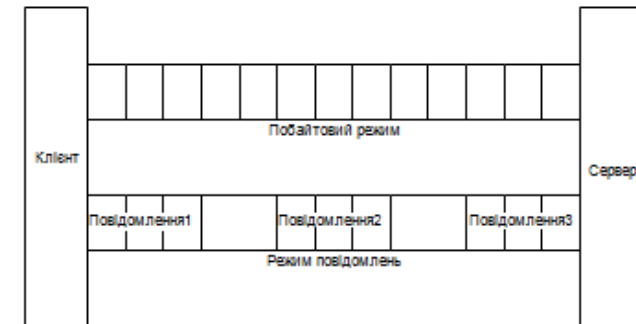 Побайтовий режим
Клієнт
Сервер
Повідомлення1
Повідомлення2
Повідомлення3
Режим повідомлень